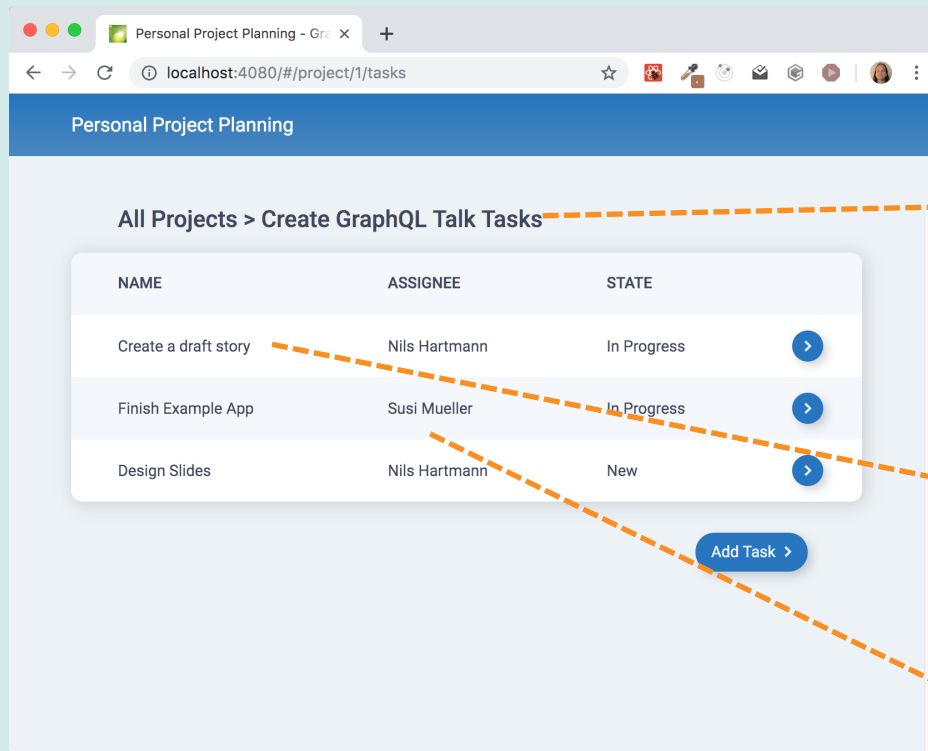 Personal Project Planning - Gra
localhost:4080/#/project/1/tasks
Personal Project Planning
All Projects > Create GraphQL Talk Tasks
NAME ASSIGNEE STATE
Create a draft story Nils Hartmann In Progress
Finish Example App Susi Mueller In Progress
Design Slides Nils Hartmann New
Add Task